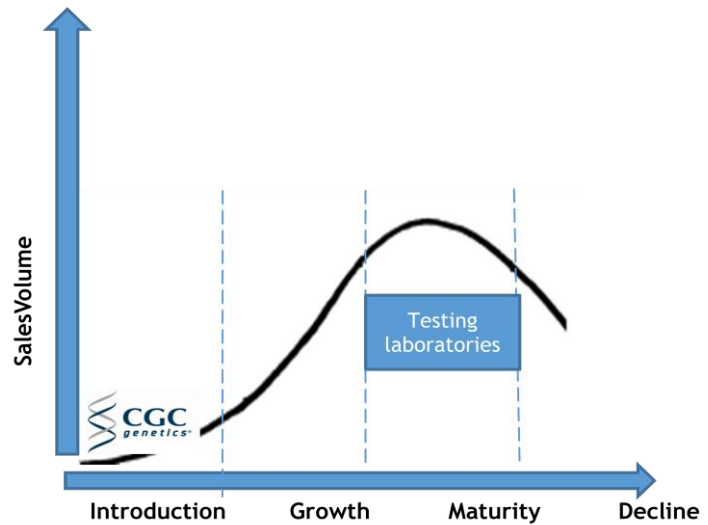 SalesVolume
Testing
laboratories
CGC
genetics
Introduction
Growth
Maturity
Decline